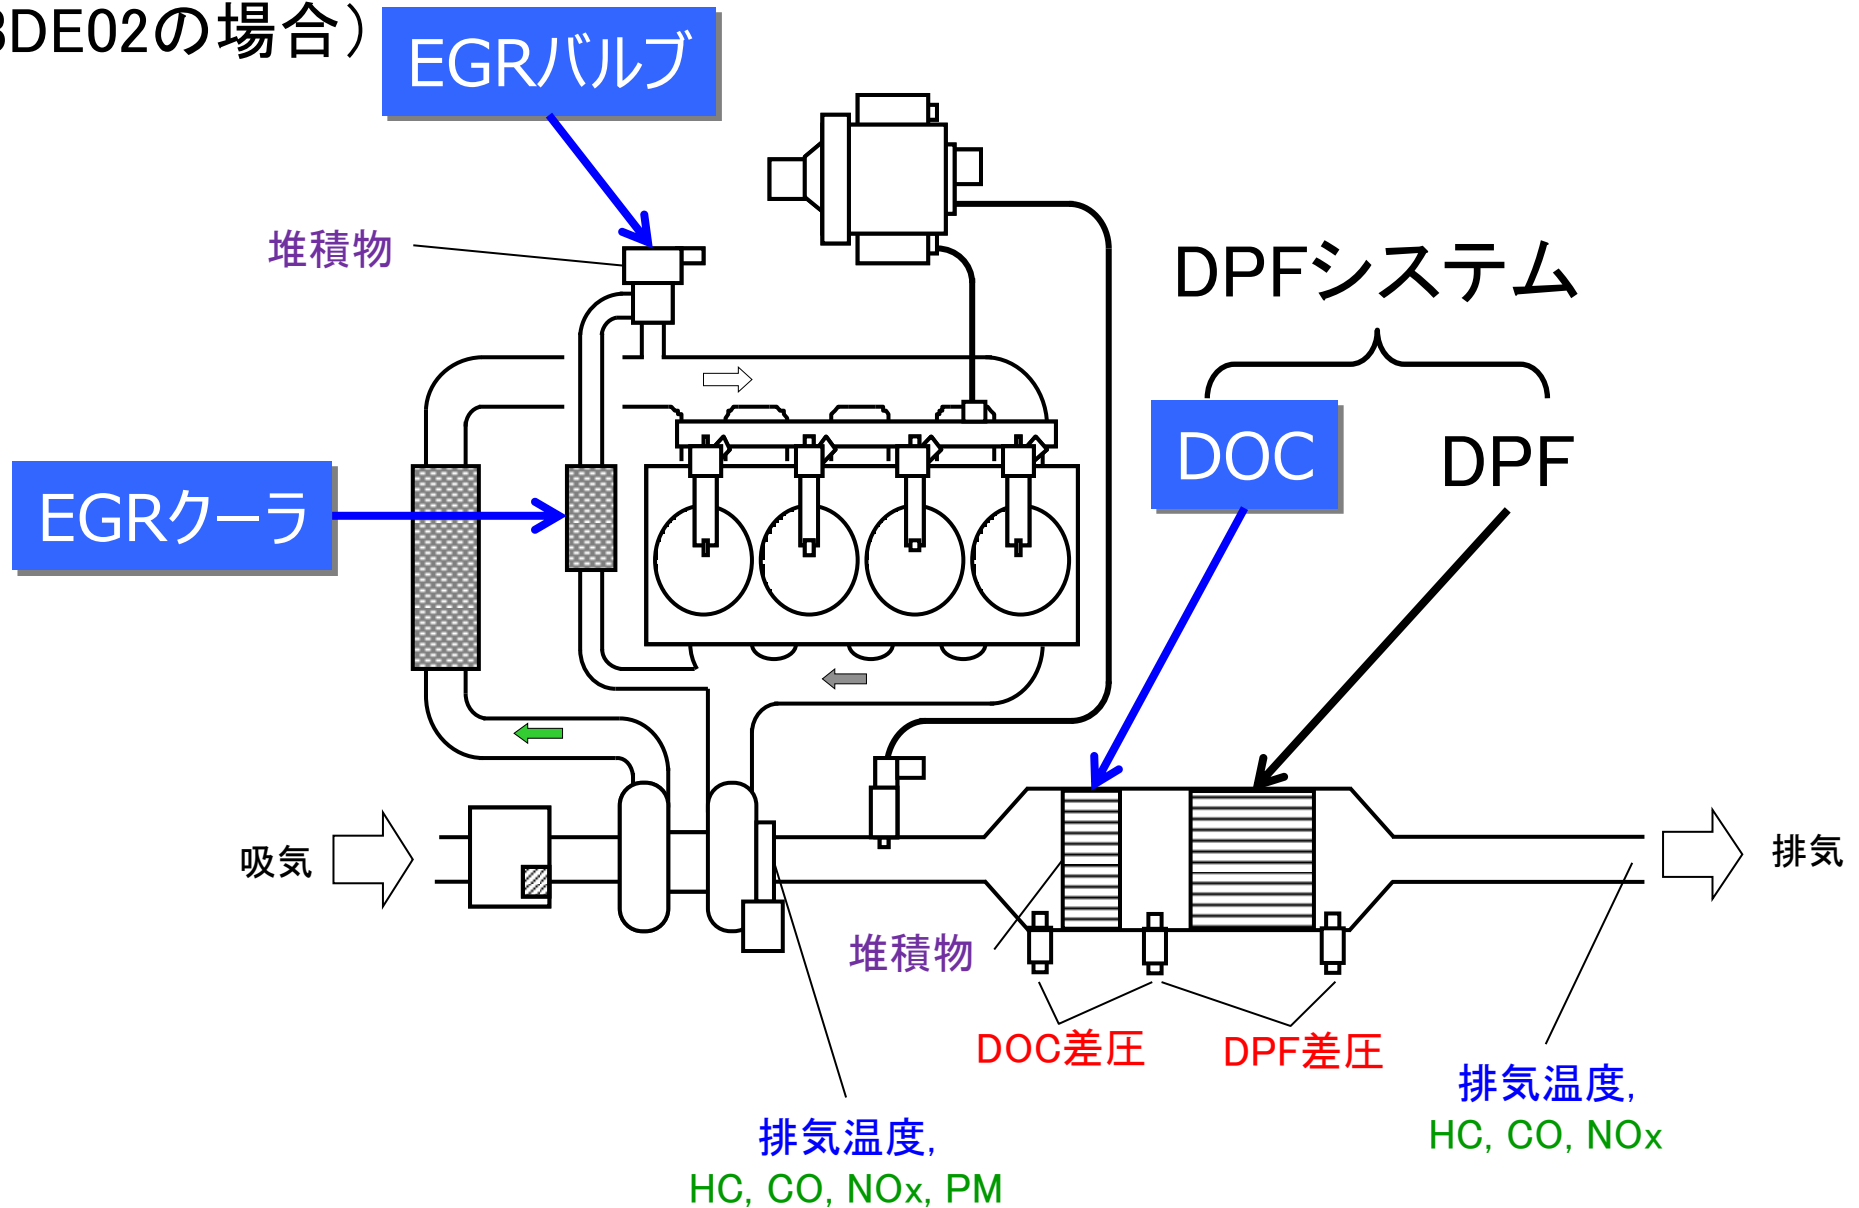 3DE02の場合）
EGRバルブ
堆積物
DPFシステム
DOC
DPF
EGRクーラ
吸気
排気
堆積物
DOC差圧
DPF差圧
排気温度,
HC, CO, NOx
排気温度,
HC, CO, NOx, PM